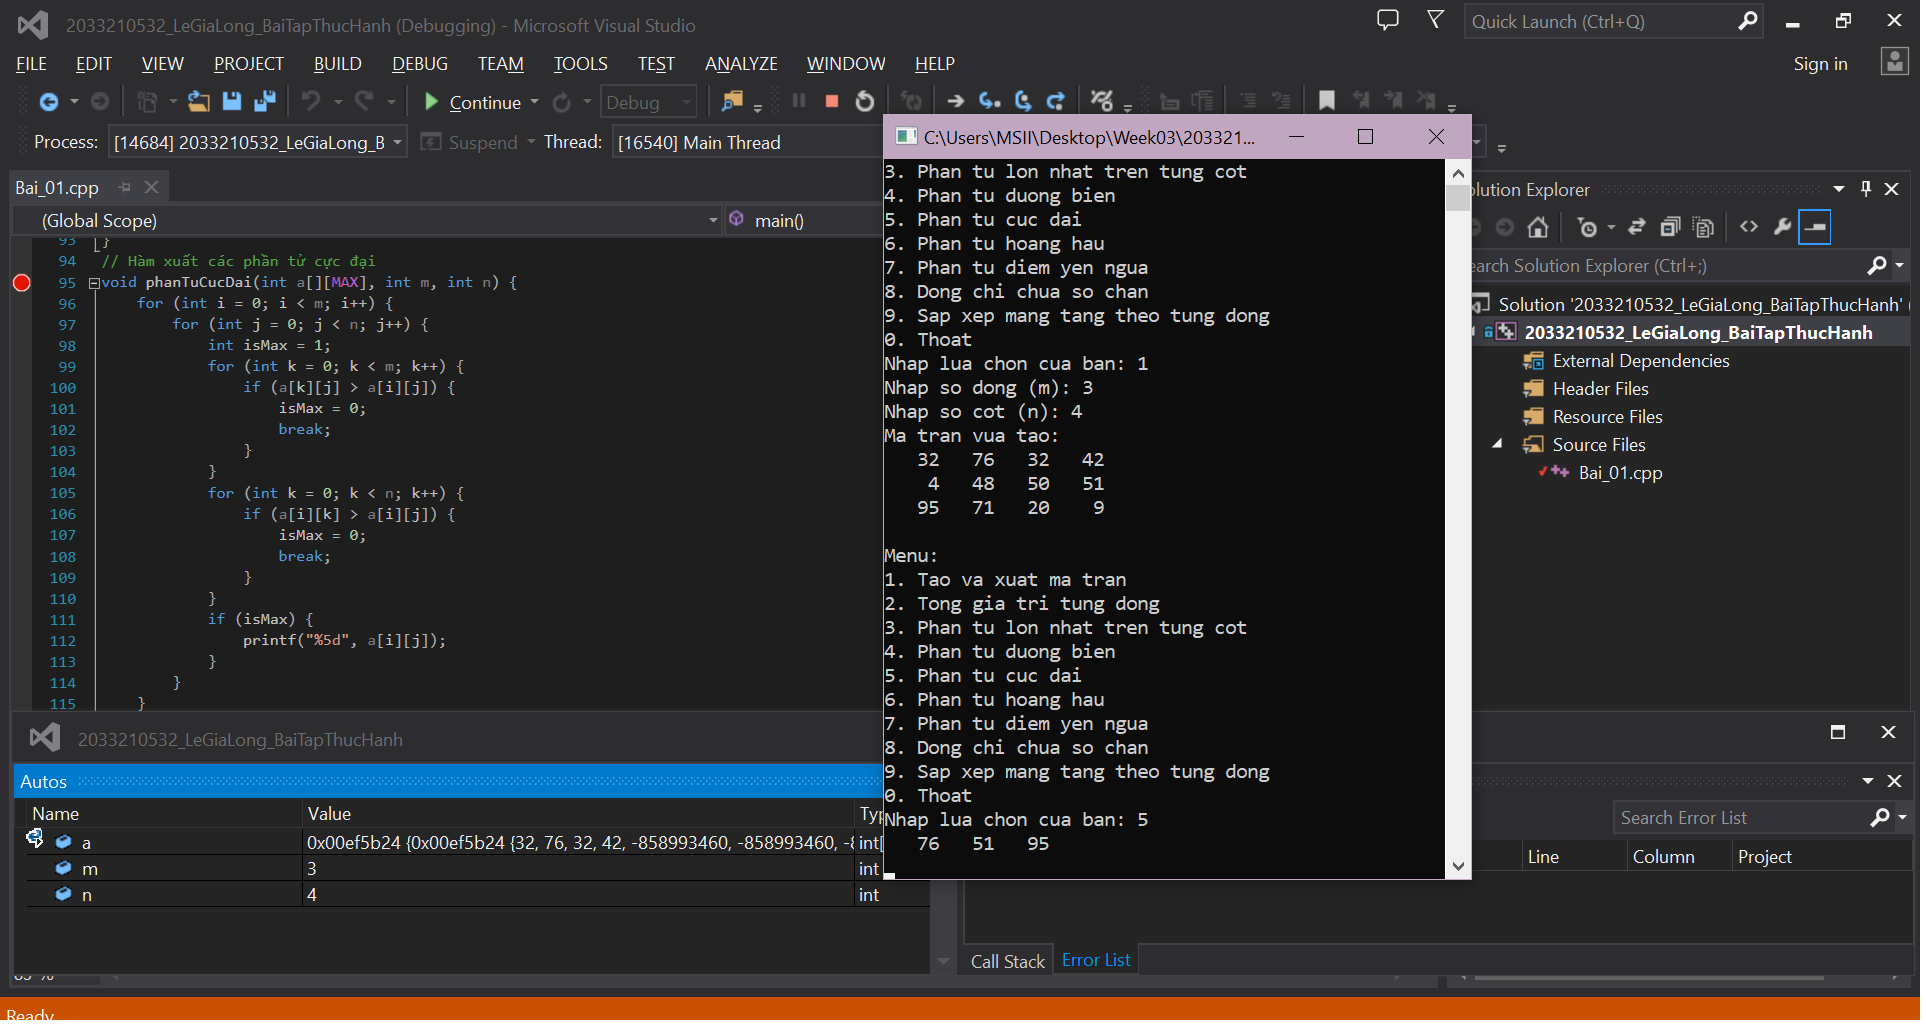 2033210532_LeGiaLong_BaiTapThucHanh (Debugging) - Microsoft Visual Studio
Quick Launch (Ctrl+Q)
FILE EDIT VIEW PROJECT BUILD DEBUG TEAM TOOLS TEST ANALYZE WINDOW HELP
Sign in
Continue Debug
Process: [14684] 2033210532_LeGiaLong_B Suspend Thread: [16540] Main Thread
Bai_01.cpp
(Global Scope) main()
93 }
94 // Hàm xuất các phần tử cực đại
95 void phanTuCucDai(int a[][MAX], int m, int n) {
96 for (int i = 0; i < m; i++) {
97 for (int j = 0; j < n; j++) {
98 int isMax = 1;
99 for (int k = 0; k < m; k++) {
100 if (a[k][j] > a[i][j]) {
101 isMax = 0;
102 break;
103 }
104 }
105 for (int k = 0; k < n; k++) {
106 if (a[i][k] > a[i][j]) {
107 isMax = 0;
108 break;
109 }
110 }
111 if (isMax) {
112 printf("%5d", a[i][j]);
113 }
114 }
115 }
C:\Users\MSII\Desktop\Week03\203321...
3. Phan tu lon nhat tren tung cot
4. Phan tu duong bien
5. Phan tu cuc dai
6. Phan tu hoang hau
7. Phan tu diem yen ngua
8. Dong chi chua so chan
9. Sap xep mang tang theo tung dong
0. Thoat
Nhap lua chon cua ban: 1
Nhap so dong (m): 3
Nhap so cot (n): 4
Ma tran vua tao:
32 76 32 42
4 48 50 51
95 71 20 9
Menu:
1. Tao va xuat ma tran
2. Tong gia tri tung dong
3. Phan tu lon nhat tren tung cot
4. Phan tu duong bien
5. Phan tu cuc dai
6. Phan tu hoang hau
7. Phan tu diem yen ngua
8. Dong chi chua so chan
9. Sap xep mang tang theo tung dong
0. Thoat
Nhap lua chon cua ban: 5
76 51 95
olution Explorer
earch Solution Explorer (Ctrl+;)
Solution '2033210532_LeGiaLong_BaiTapThucHanh' (
2033210532_LeGiaLong_BaiTapThucHanh
External Dependencies
Header Files
Resource Files
Source Files
Bai_01.cpp
2033210532_LeGiaLong_BaiTapThucHanh
Autos
Name Value Typ
a 0x00ef5b24 {0x00ef5b24 {32, 76, 32, 42, -858993460, -858993460, -8 int[
m 3 int
n 4 int
Search Error List
Line Column Project
Call Stack Error List
Ready